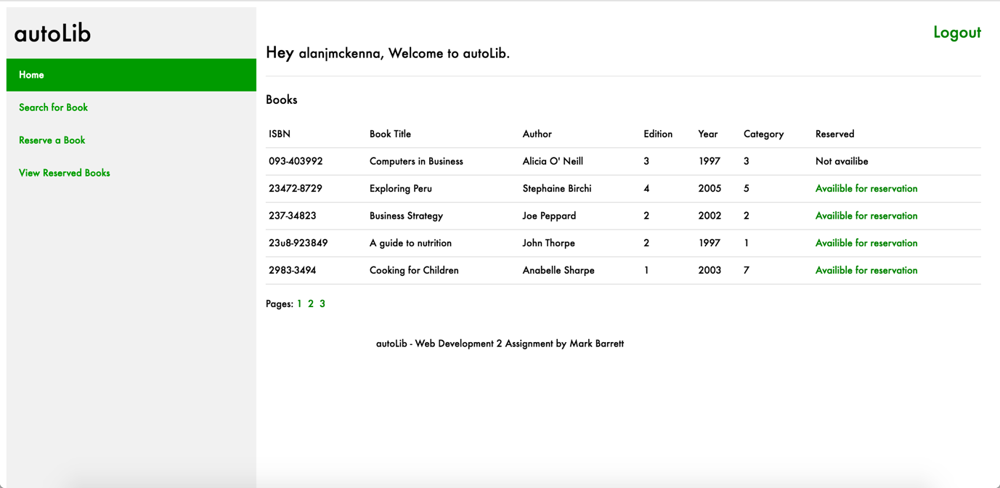 autoLib
Home
Search for Book
Reserve a Book
View Reserved Books
Logout
Hey alanjmckenna, Welcome to autoLib.
Books
ISBN Book Title Author Edition Year Category Reserved
093-403992 Computers in Business Alicia O' Neill 3 1997 3 Not availibe
23472-8729 Exploring Peru Stephaine Birchi 4 2005 5 Availible for reservation
237-34823 Business Strategy Joe Peppard 2 2002 2 Availible for reservation
23u8-923849 A guide to nutrition John Thorpe 2 1997 1 Availible for reservation
2983-3494 Cooking for Children Anabelle Sharpe 1 2003 7 Availible for reservation
Pages: 1 2 3
autoLib - Web Development 2 Assignment by Mark Barrett